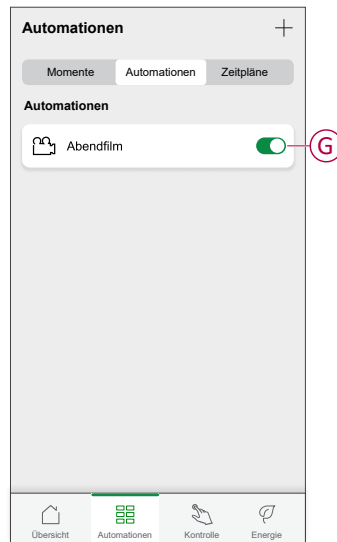 Automationen
Momente Automationen Zeitpläne
Automationen
Abendfilm
G
Übersicht Automationen Kontrolle Energie